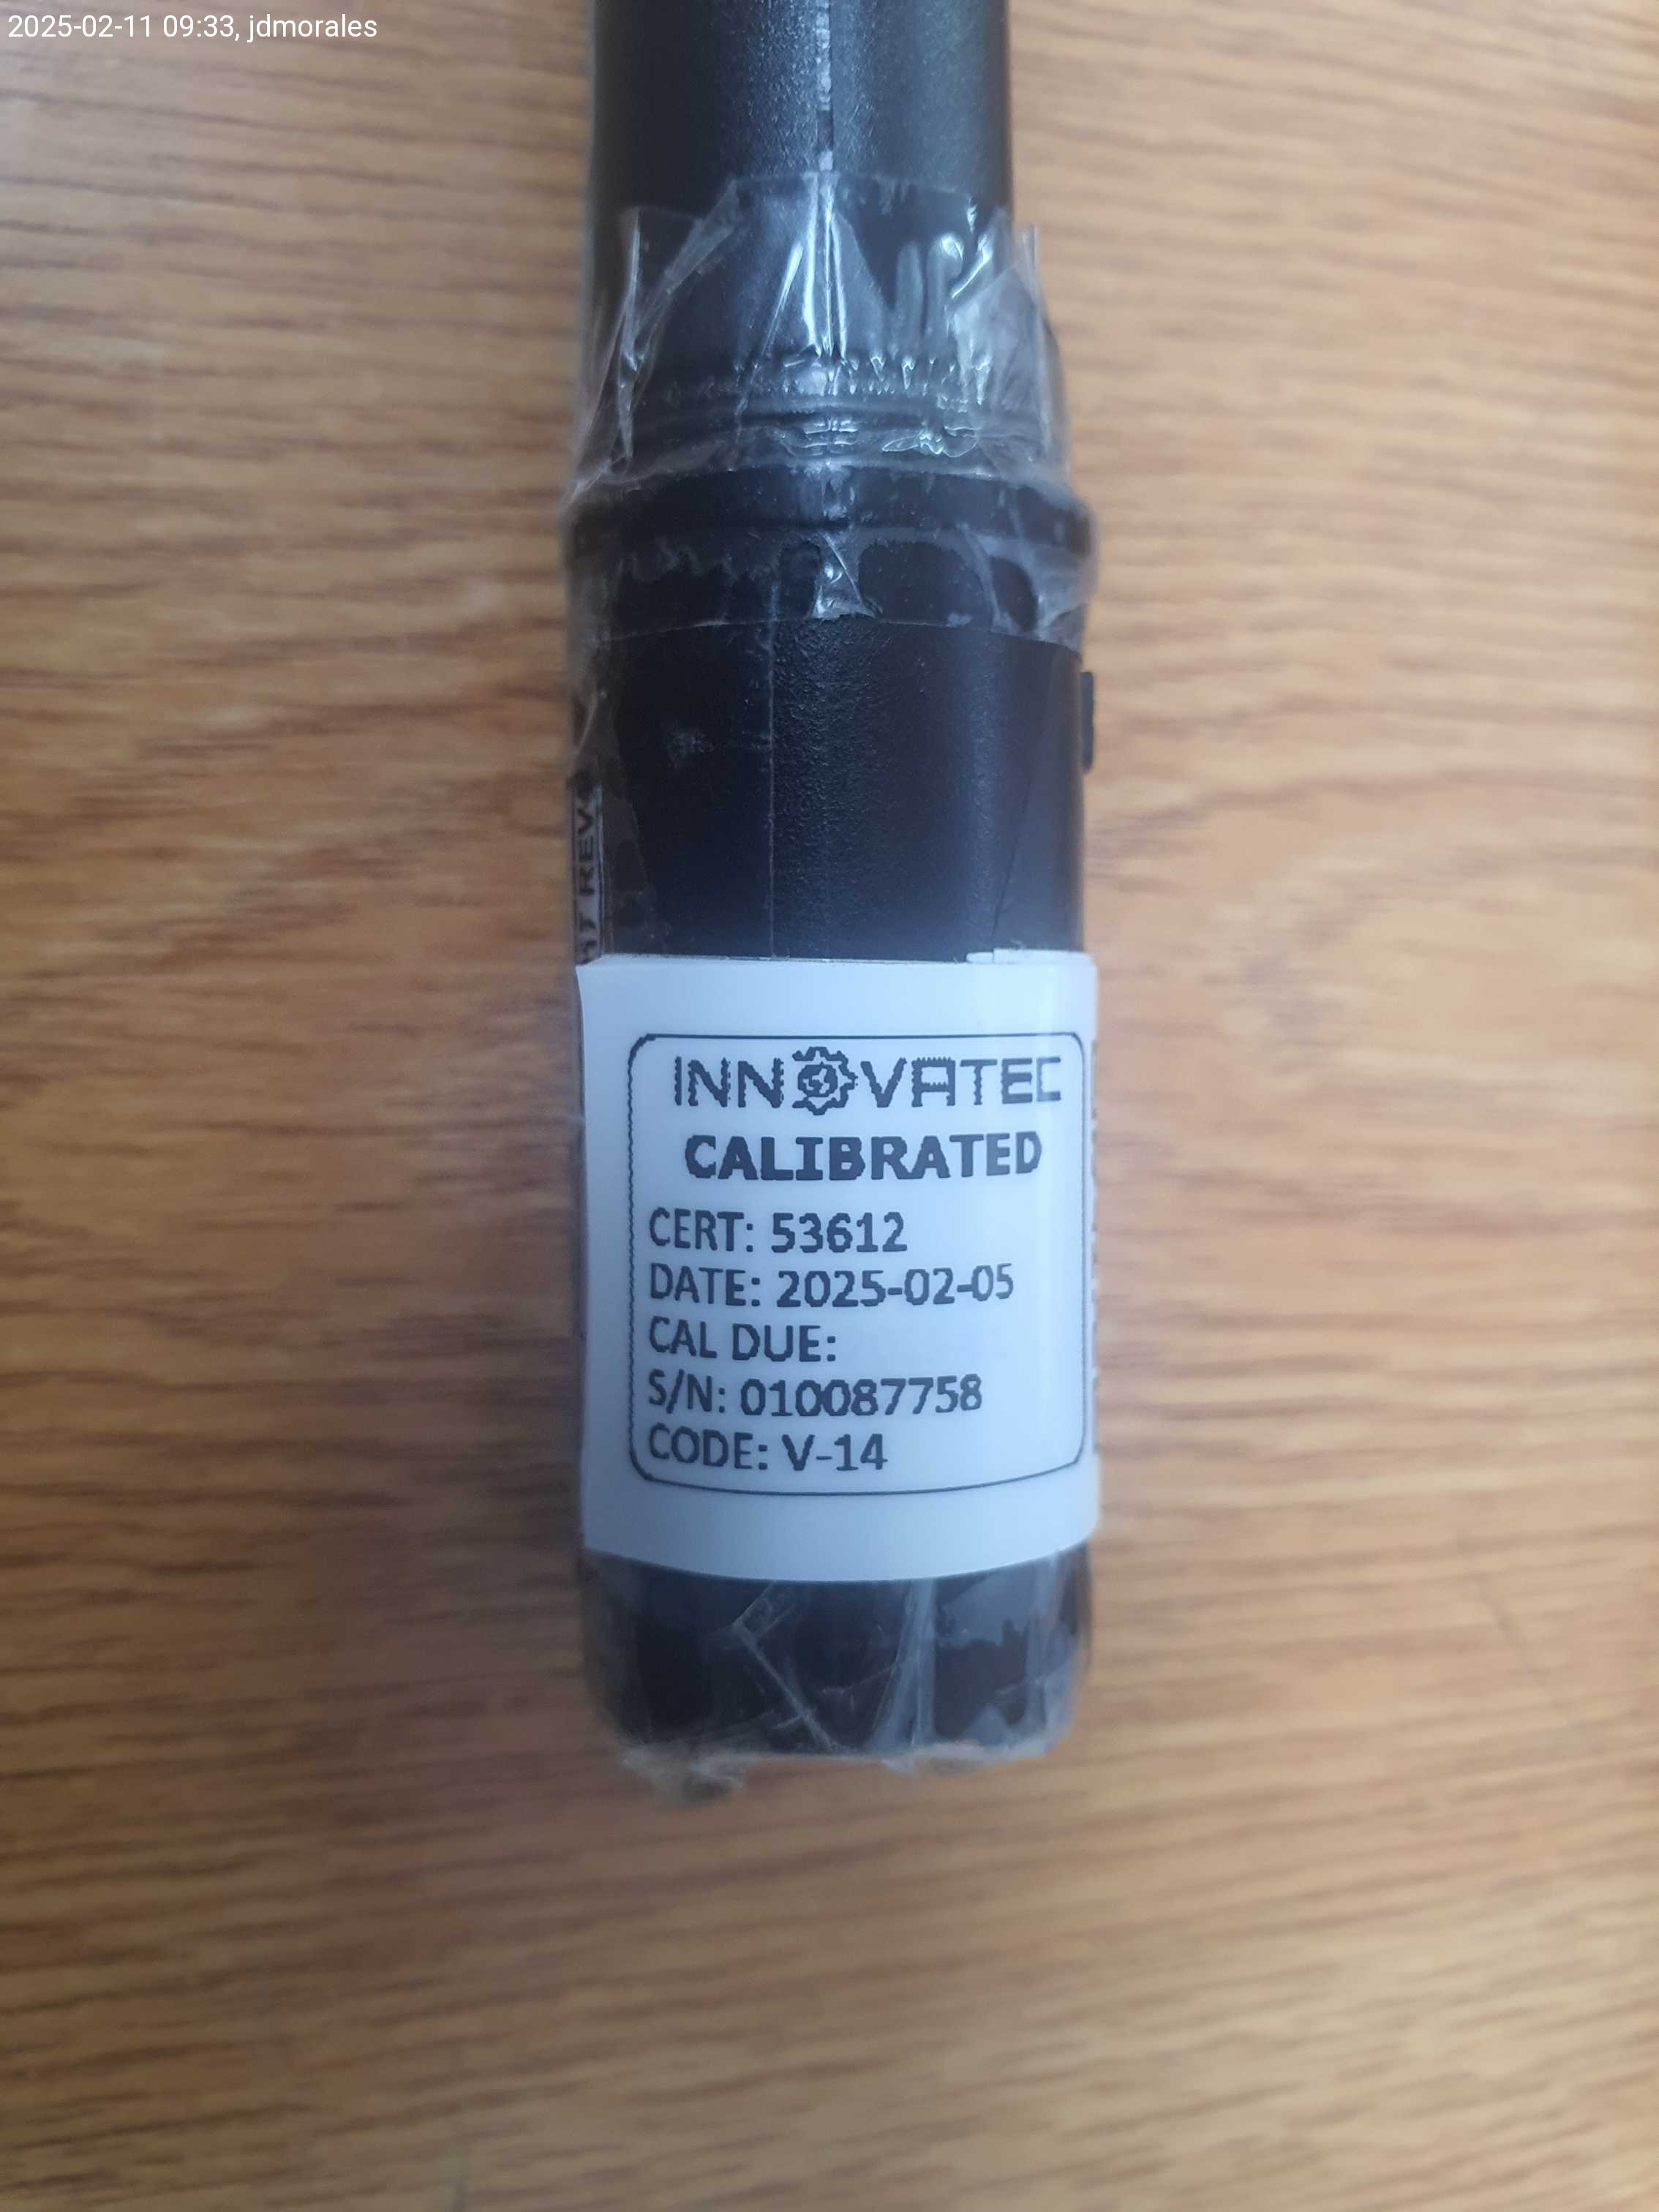 2025-02-11 09:33, jdmorales
REV
INNOVATEC
CALIBRATED
CERT: 53612
DATE: 2025-02-05
CAL DUE:
S/N: 010087758
CODE: V-14